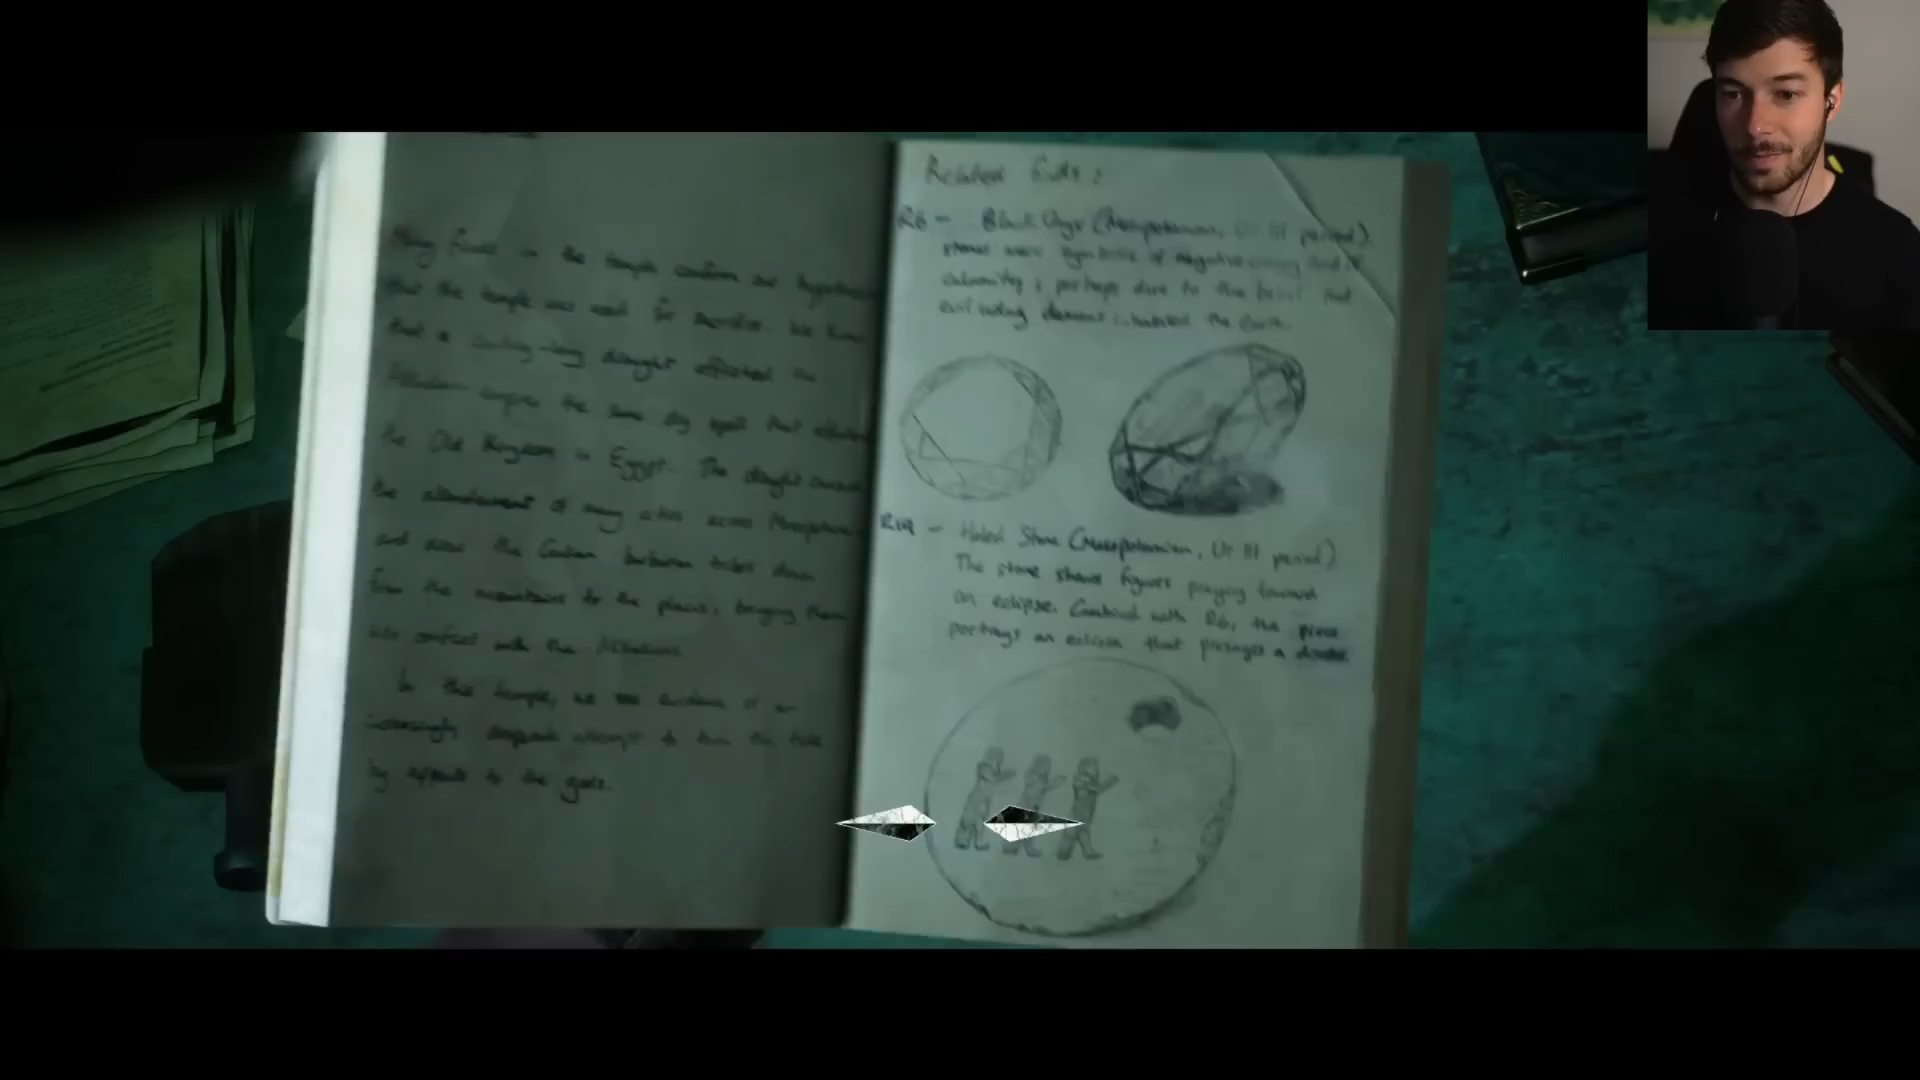 Many finds in the temple confirm our hypothesis
that the temple was used for sacrifice. We know
that a century-long drought affected the
Akkadian empire the same dry spell that affected
the Old Kingdom in Egypt. The drought caused
the abandonment of many cities across Mesopotamia
and drew the Gutian barbarian tribes down
from the mountains to the plains, bringing them
into contact with the Akkadians.
In the temple, we see evidence of an
increasingly desperate attempt to turn the tide
by appeals to the gods.
Related Finds:
R6 - Black Onyx (Mesopotamian, Ur III period).
stones were symbolic of negative energy and of
calamity; perhaps due to the belief that
evil demons inhabited the Earth.
R19 - Holed Stone (Mesopotamian, Ur III period).
The stone shows figures praying toward
an eclipse. Combined with R6, the piece
portrays an eclipse that presages a disaster